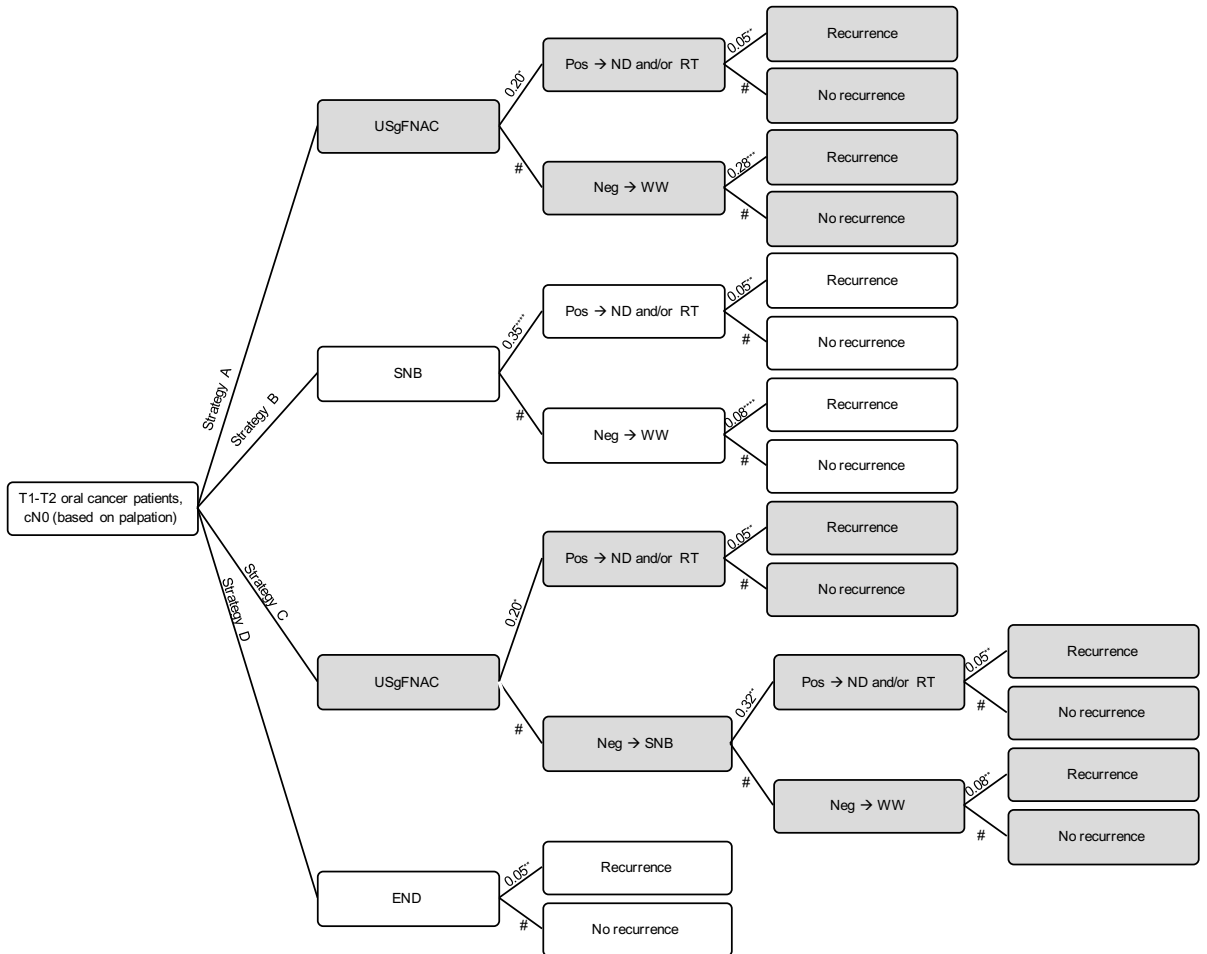 T1-T2 oral cancer patients,
cN0 (based on palpation)
Strategy A
USgFNAC
0.20*
Pos → ND and/or RT
0.05**
Recurrence
#
No recurrence
#
Neg → WW
0.28***
Recurrence
#
No recurrence
Strategy B
SNB
0.35****
Pos → ND and/or RT
0.05**
Recurrence
#
No recurrence
#
Neg → WW
0.08****
Recurrence
#
No recurrence
Strategy C
USgFNAC
0.20*
Pos → ND and/or RT
0.05**
Recurrence
#
No recurrence
#
Neg → SNB
0.32**
Pos → ND and/or RT
0.05**
Recurrence
#
No recurrence
#
Neg → WW
0.08**
Recurrence
#
No recurrence
Strategy D
END
0.05**
Recurrence
#
No recurrence